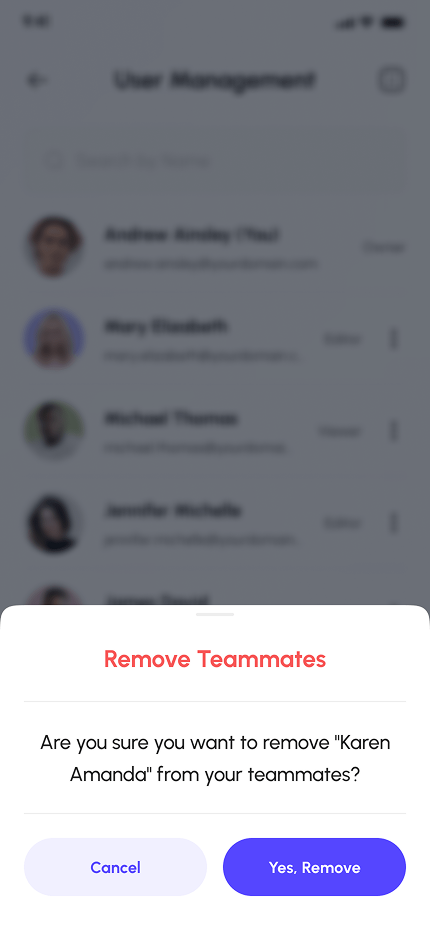 9:41
User Management
Search by Name
Andrew Ainsley (You)
andrew.ainsley@yourdomain.com
Owner
Mary Elizabeth
mary.elizabeth@yourdomain.c..
Editor
Michael Thomas
michael.thomas@yourdomai..
Viewer
Jennifer Michelle
jennifer.michelle@yourdomain..
Editor
James David
Remove Teammates
Are you sure you want to remove "Karen
Amanda" from your teammates?
Cancel
Yes, Remove